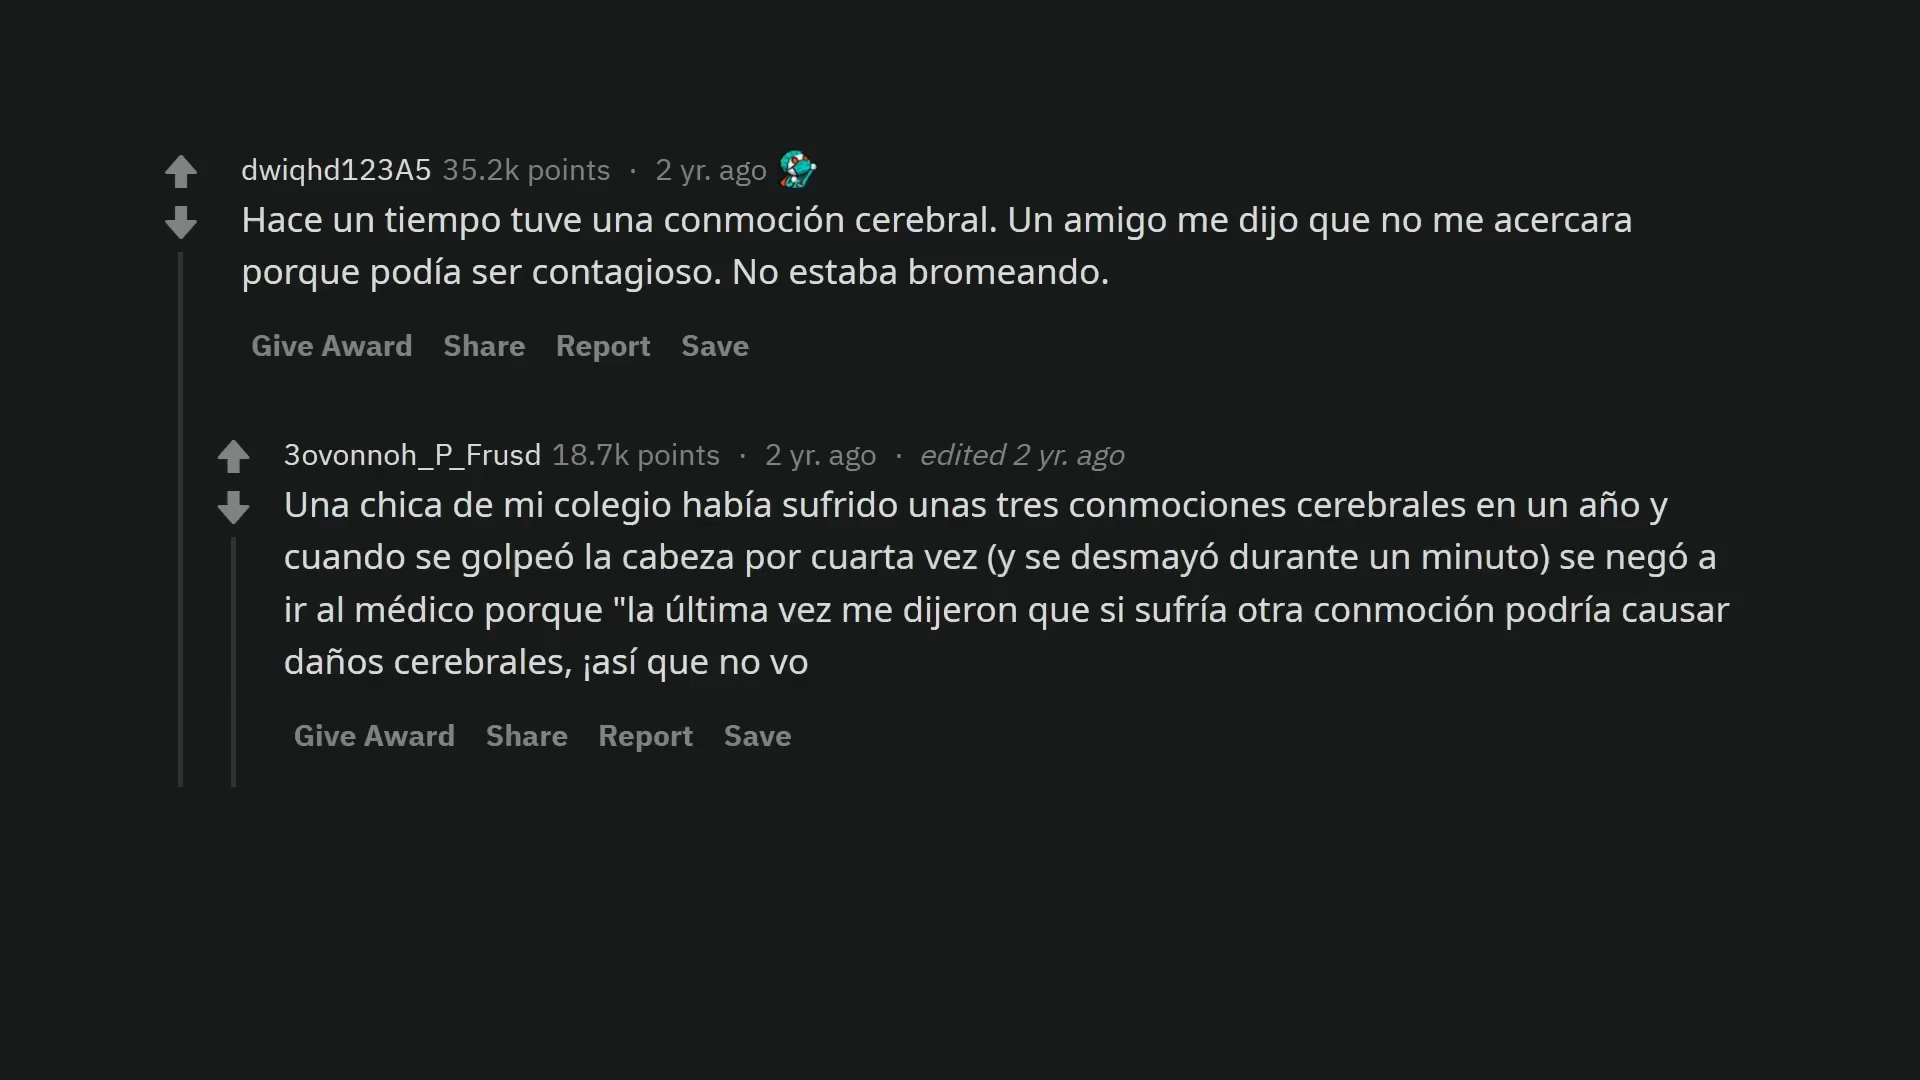 dwiqhd123A5 35.2k points · 2 yr. ago
Hace un tiempo tuve una conmoción cerebral. Un amigo me dijo que no me acercara
porque podía ser contagioso. No estaba bromeando.
Give Award Share Report Save
3ovonnoh_P_Frusd 18.7k points · 2 yr. ago · edited 2 yr. ago
Una chica de mi colegio había sufrido unas tres conmociones cerebrales en un año y
cuando se golpeó la cabeza por cuarta vez (y se desmayó durante un minuto) se negó a
ir al médico porque "la última vez me dijeron que si sufría otra conmoción podría causar
daños cerebrales, ¡así que no vo
Give Award Share Report Save